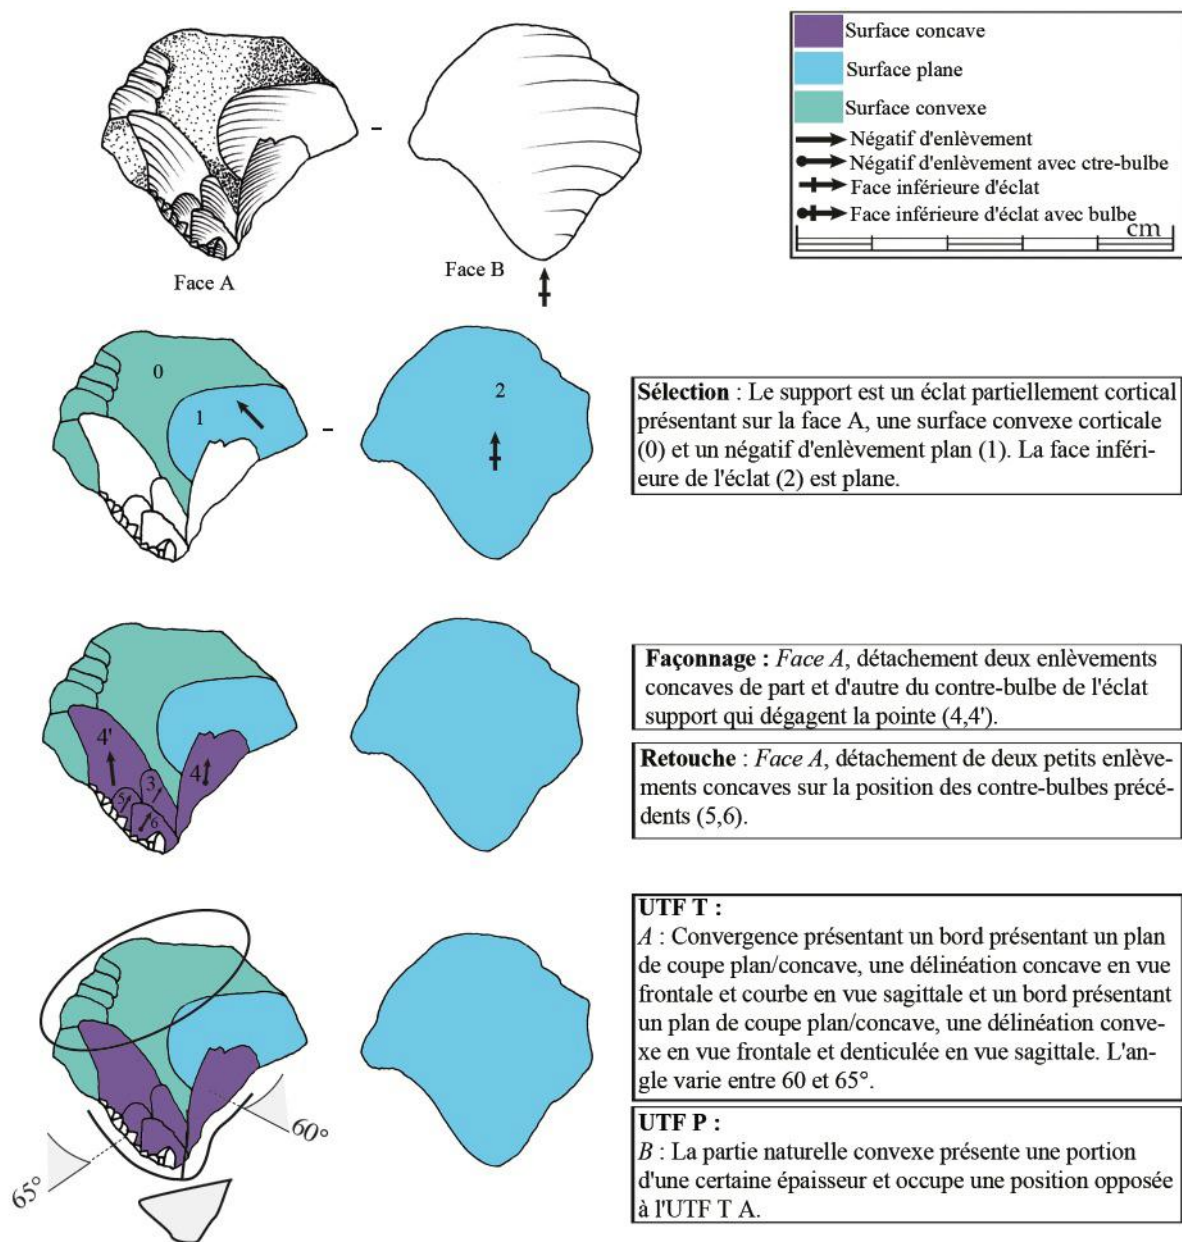 Surface concave
Surface plane
Surface convexe
Négatif d'enlèvement
Négatif d'enlèvement avec ctre-bulbe
Face inférieure d'éclat
Face inférieure d'éclat avec bulbe
cm
Face A
Face B
0
1
2
Sélection : Le support est un éclat partiellement cortical
présentant sur la face A, une surface convexe corticale
(0) et un négatif d'enlèvement plan (1). La face inféri-
eure de l'éclat (2) est plane.
4'
4
3
5
6
Façonnage : Face A, détachement deux enlèvements
concaves de part et d'autre du contre-bulbe de l'éclat
support qui dégagent la pointe (4,4').
Retouche : Face A, détachement de deux petits enlève-
ments concaves sur la position des contre-bulbes précé-
dents (5,6).
65°
60°
UTF T :
A : Convergence présentant un bord présentant un plan
de coupe plan/concave, une délinéation concave en vue
frontale et courbe en vue sagittale et un bord présentant
un plan de coupe plan/concave, une délinéation conve-
xe en vue frontale et denticulée en vue sagittale. L'an-
gle varie entre 60 et 65°.
UTF P :
B : La partie naturelle convexe présente une portion
d'une certaine épaisseur et occupe une position opposée
à l'UTF T A.